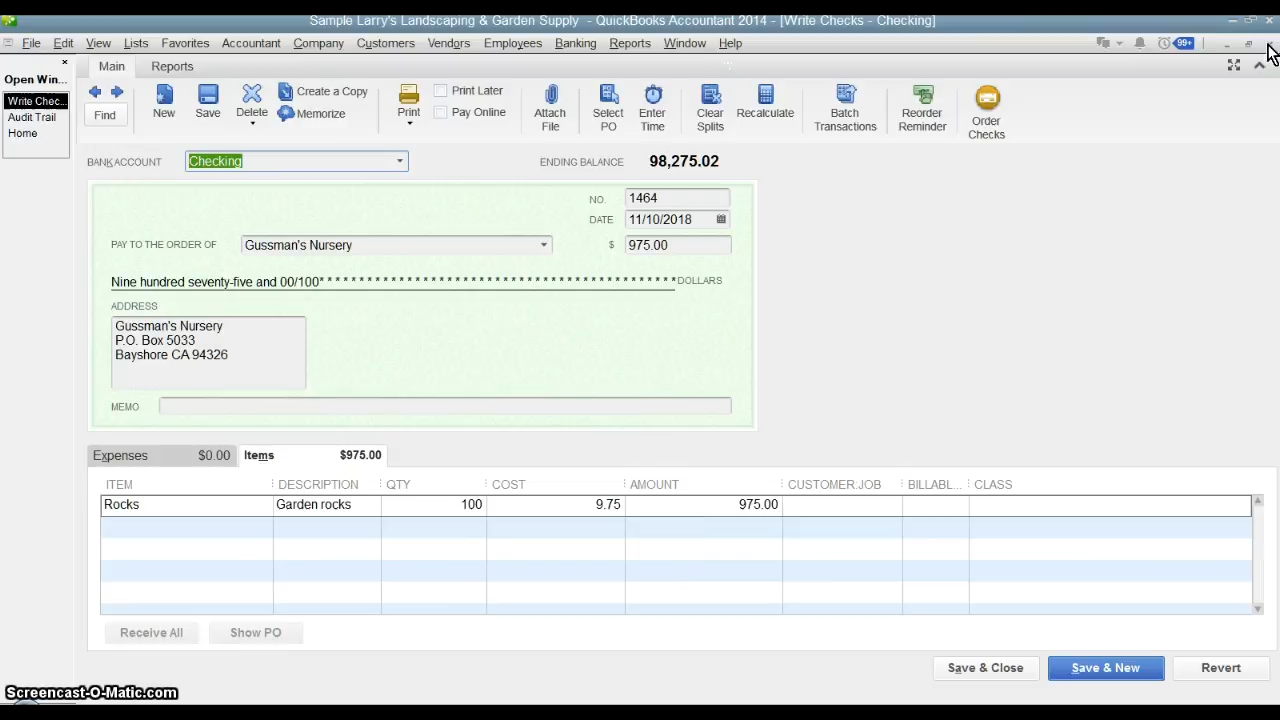 Sample Larry's Landscaping & Garden Supply - QuickBooks Accountant 2014 - [Write Checks - Checking]
File Edit View Lists Favorites Accountant Company Customers Vendors Employees Banking Reports Window Help 99+
Open Win...
Write Chec...
Audit Trail
Home
Main Reports
Find
New
Save
Delete
Create a Copy
Memorize
Print
Print Later
Pay Online
Attach File
Select PO
Enter Time
Clear Splits
Recalculate
Batch Transactions
Reorder Reminder
Order Checks
BANK ACCOUNT Checking ENDING BALANCE 98,275.02
NO. 1464
DATE 11/10/2018
PAY TO THE ORDER OF Gussman's Nursery $ 975.00
Nine hundred seventy-five and 00/100* * * * * * * * * * * * * * * * * * * * * * * * * * * * * * * * * * * * * * * * * * * * * DOLLARS
ADDRESS
Gussman's Nursery
P.O. Box 5033
Bayshore CA 94326
MEMO
Expenses $0.00 Items $975.00
ITEM DESCRIPTION QTY COST AMOUNT CUSTOMER:JOB BILLABL... CLASS
Rocks Garden rocks 100 9.75 975.00
Receive All Show PO
Save & Close Save & New Revert
Screencast-O-Matic.com